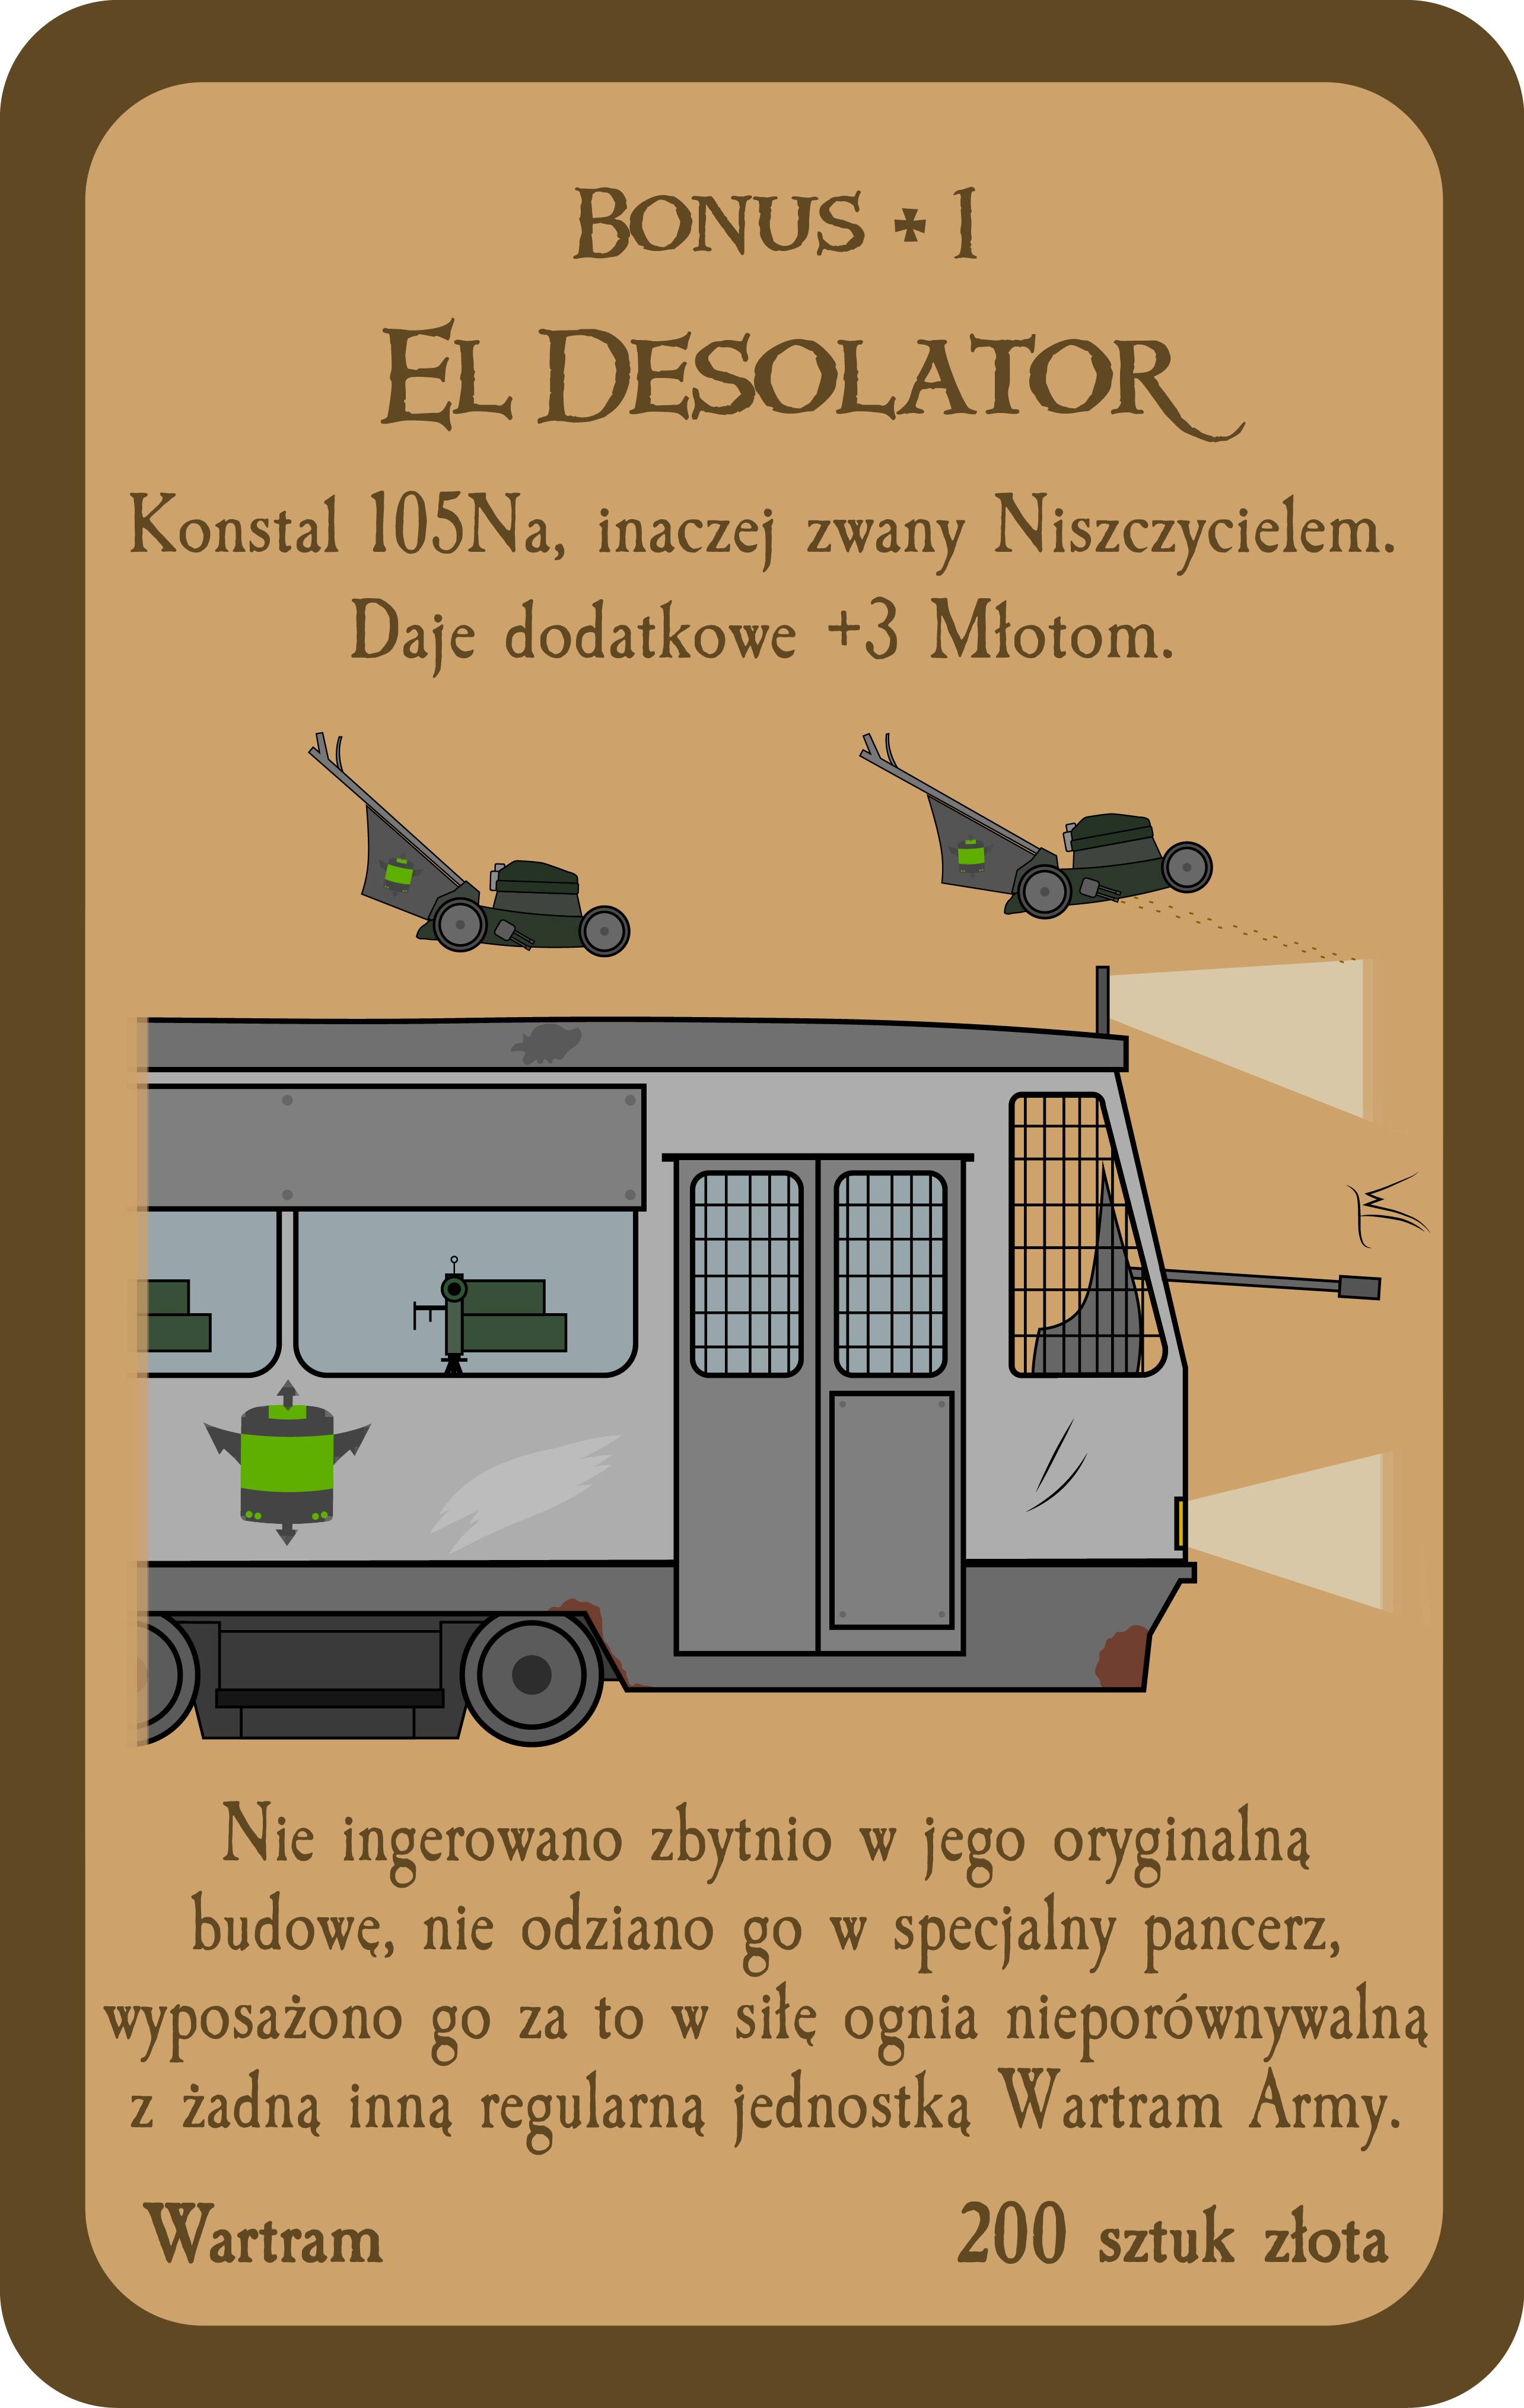 Bonus + 1
El Desolator
Konstal 105Na, inaczej zwany Niszczycielem.
Daje dodatkowe +3 Młotom.
Nie ingerowano zbytnio w jego oryginalną
budowę, nie odziano go w specjalny pancerz,
wyposażono go za to w siłę ognia nieporównywalną
z żadną inną regularną jednostką Wartram Army.
Wartram
200 sztuk złota